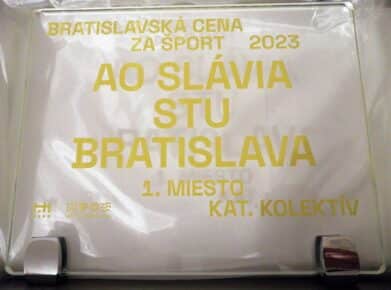 BRATISLAVSKÁ CENA
ZA ŠPORT 2023
AO SLÁVIA
STU
BRATISLAVA
1. MIESTO
KAT. KOLEKTÍV